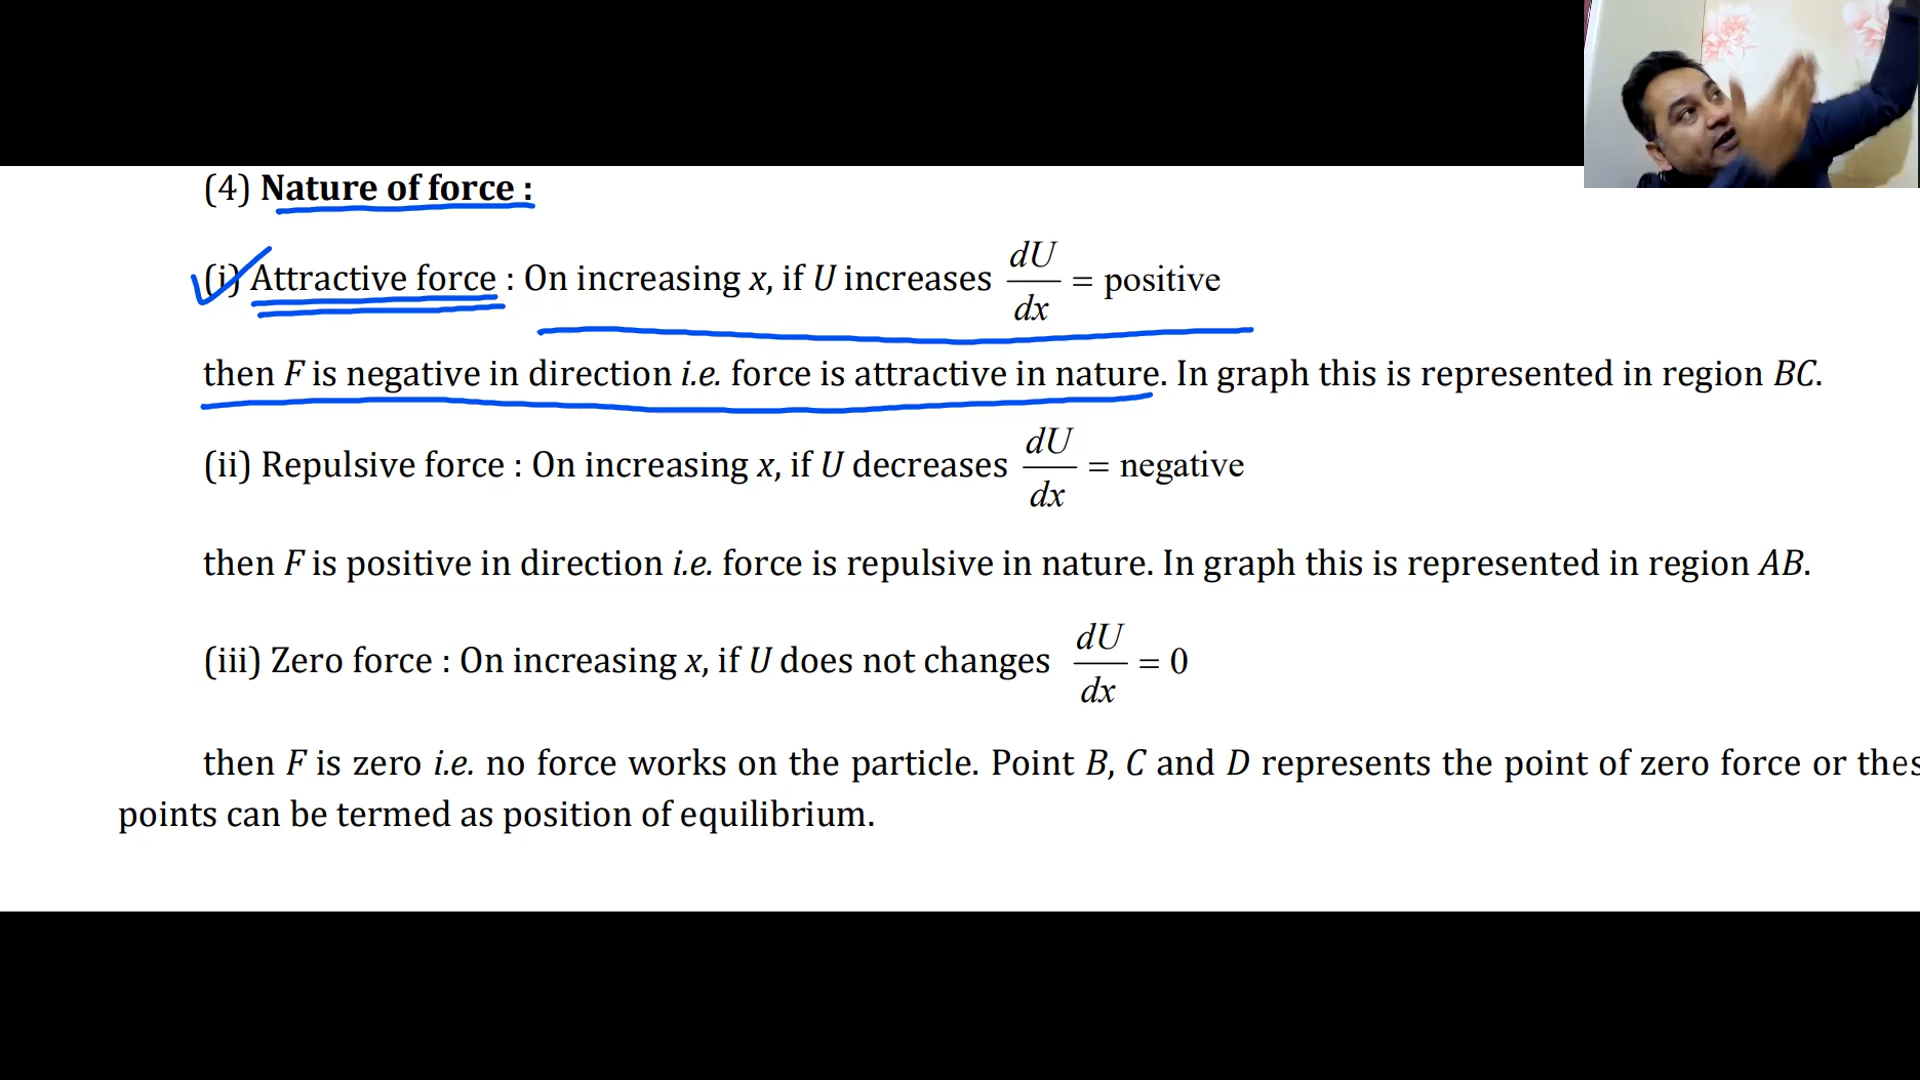 (4) Nature of force :
(i) Attractive force : On increasing x, if U increases dU/dx = positive
then F is negative in direction i.e. force is attractive in nature. In graph this is represented in region BC.
(ii) Repulsive force : On increasing x, if U decreases dU/dx = negative
then F is positive in direction i.e. force is repulsive in nature. In graph this is represented in region AB.
(iii) Zero force : On increasing x, if U does not changes dU/dx = 0
then F is zero i.e. no force works on the particle. Point B, C and D represents the point of zero force or thes
points can be termed as position of equilibrium.